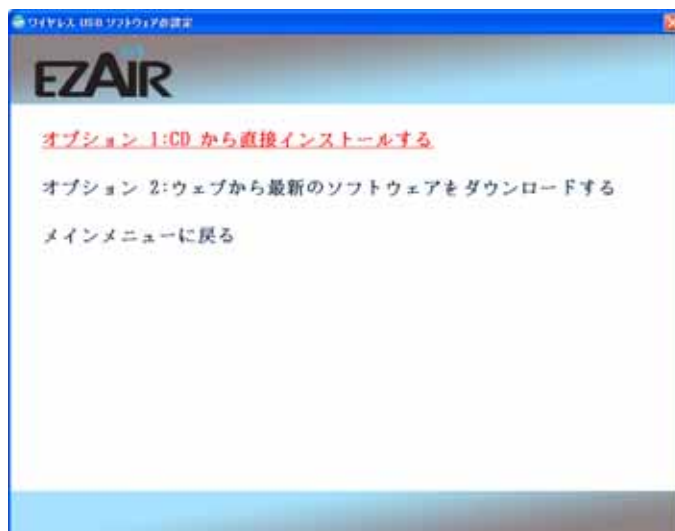 ワイヤレス USB ソフトウェアの設定
EZAIR
オプション 1:CD から直接インストールする
オプション 2:ウェブから最新のソフトウェアをダウンロードする
メインメニューに戻る